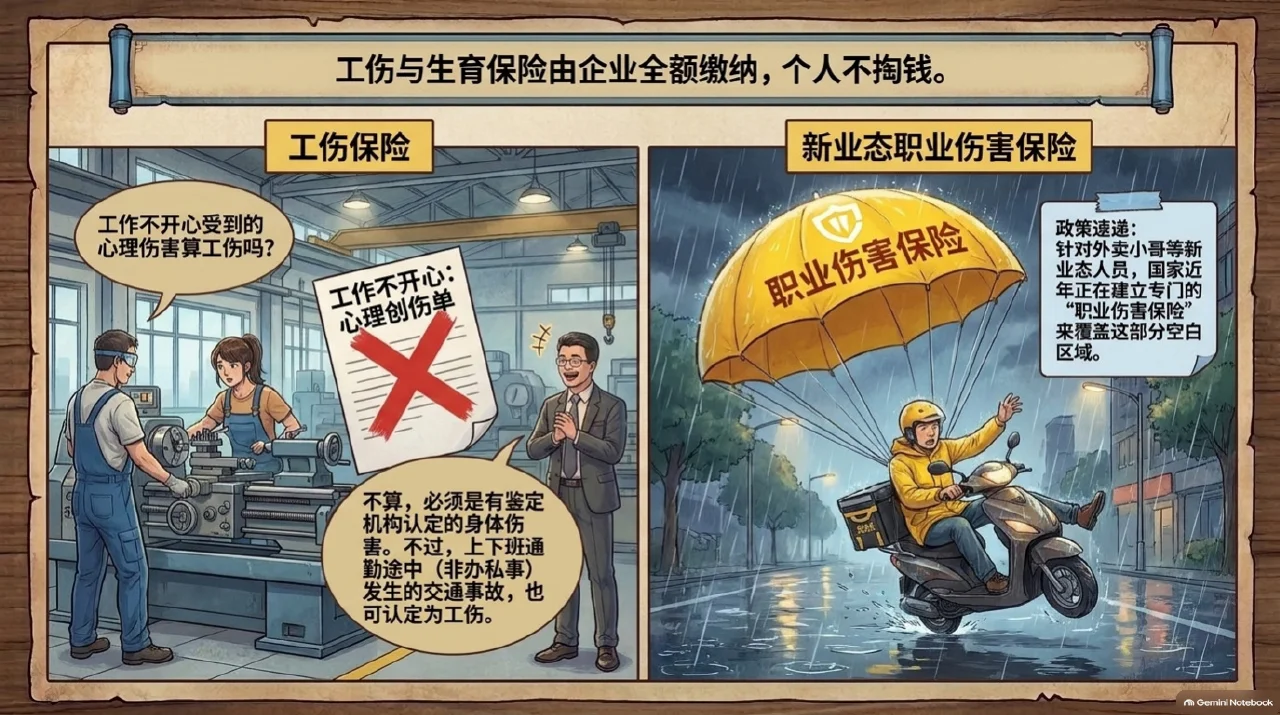 工伤与生育保险由企业全额缴纳，个人不掏钱。
工伤保险
工作不开心受到的
心理伤害算工伤吗？
工作不开心：
心理创伤单
不算，必须是有鉴定
机构认定的身体伤
害。不过，上下班通
勤途中（非办私事）
发生的交通事故，也
可认定为工伤。
新业态职业伤害保险
职业伤害保险
政策速递：
针对外卖小哥等新
业态人员，国家近
年正在建立专门的
“职业伤害保险”
来覆盖这部分空白
区域。
Gemini Notebook